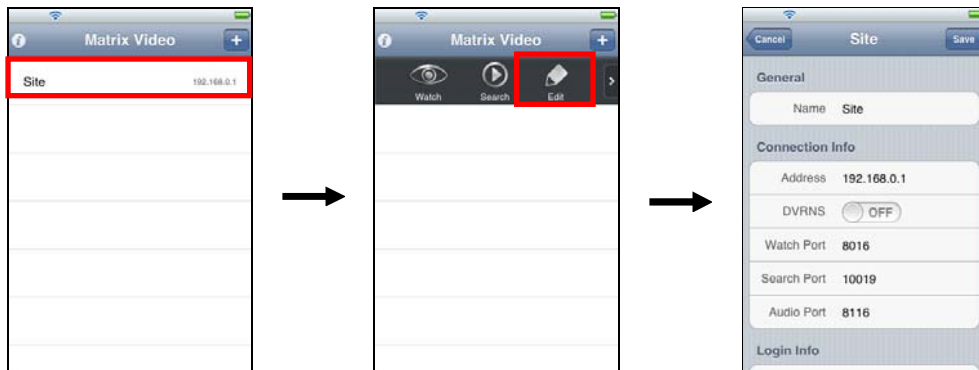 Matrix Video
Site 192.168.0.1
Matrix Video
Watch Search Edit
Cancel Site Save
General
Name Site
Connection Info
Address 192.168.0.1
DVRNS OFF
Watch Port 8016
Search Port 10019
Audio Port 8116
Login Info